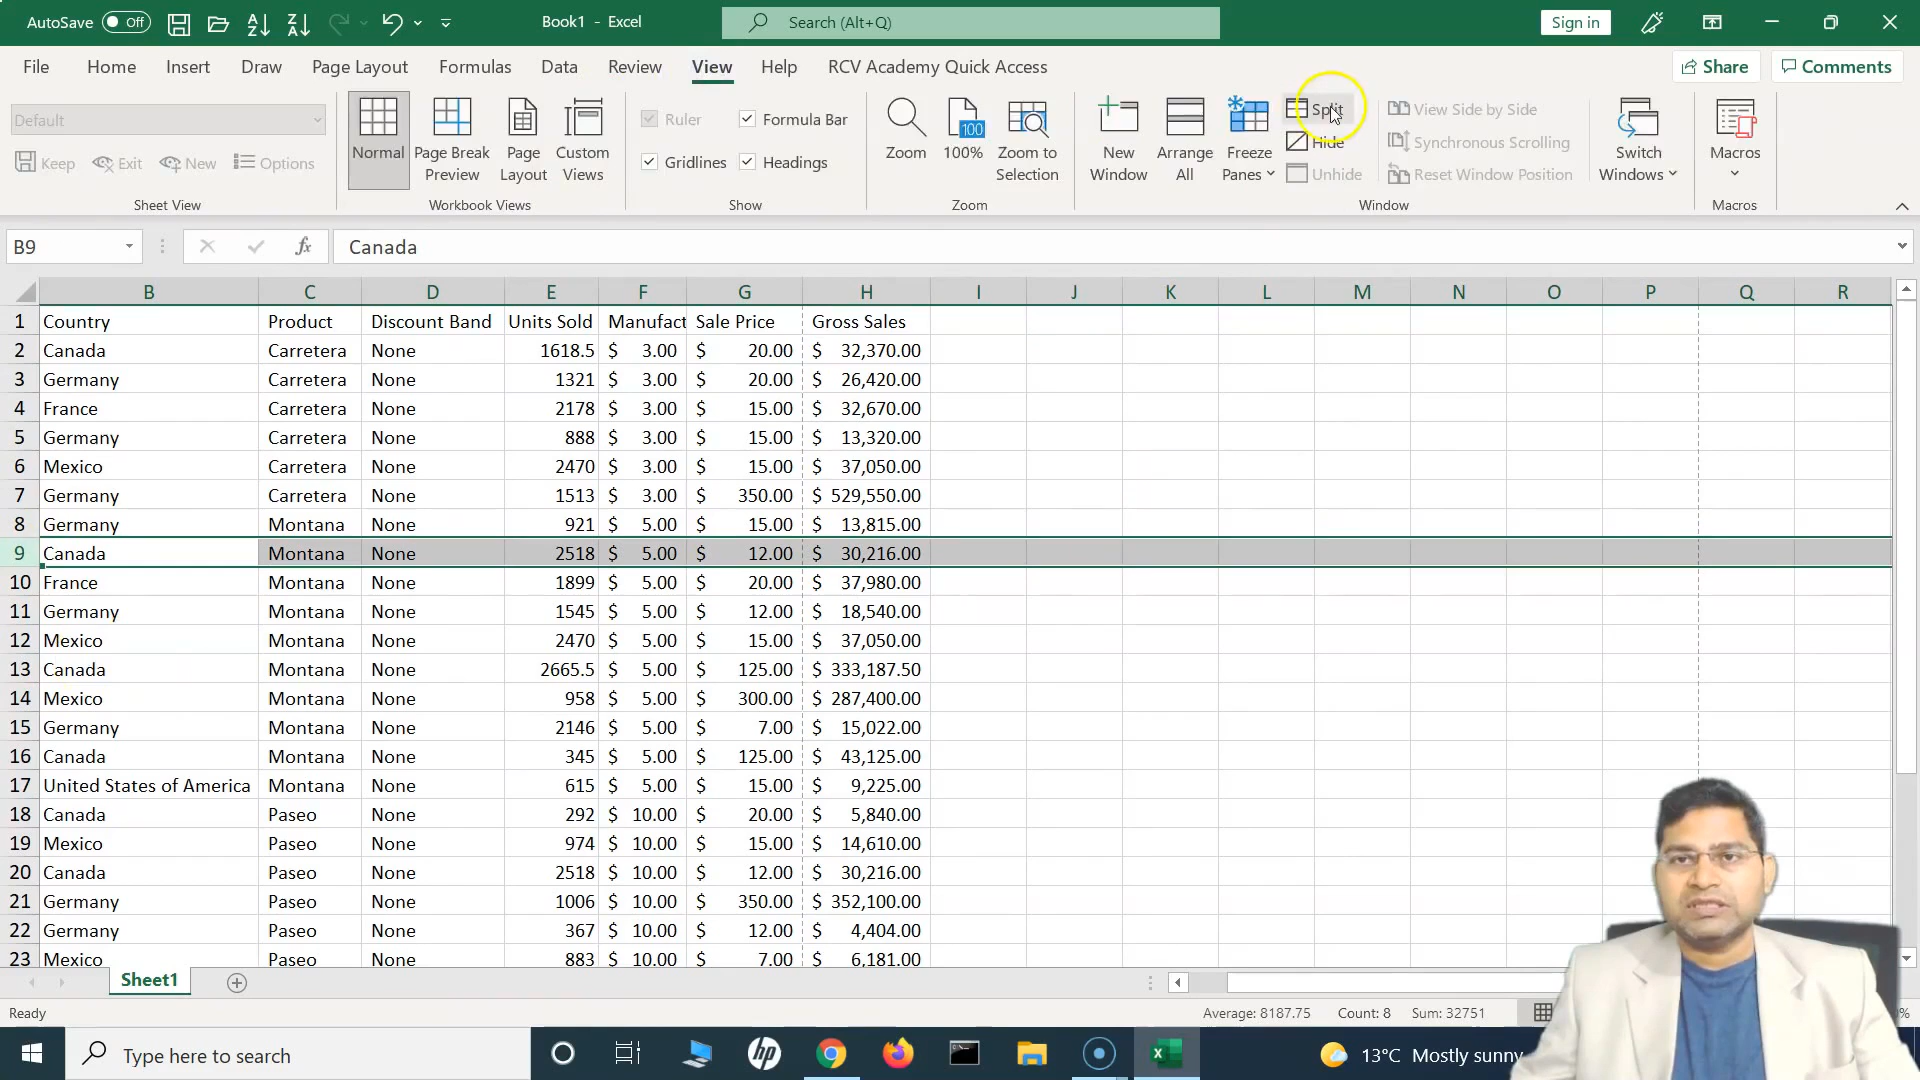 AutoSave Off Book1 - Excel Search (Alt+Q) Sign in
File Home Insert Draw Page Layout Formulas Data Review View Help RCV Academy Quick Access Share Comments
Default
Keep Exit New Options
Sheet View
Normal Page Break Preview Page Layout Custom Views
Workbook Views
Ruler Formula Bar
Gridlines Headings
Show
Zoom 100% Zoom to Selection
Zoom
New Window Arrange All Freeze Panes
Split
Hide
Unhide
View Side by Side
Synchronous Scrolling
Reset Window Position
Switch Windows
Window
Macros
Macros
B9 fx Canada
B C D E F G H I J K L M N O P Q R
1 Country Product Discount Band Units Sold Manufact Sale Price Gross Sales
2 Canada Carretera None 1618.5 $ 3.00 $ 20.00 $ 32,370.00
3 Germany Carretera None 1321 $ 3.00 $ 20.00 $ 26,420.00
4 France Carretera None 2178 $ 3.00 $ 15.00 $ 32,670.00
5 Germany Carretera None 888 $ 3.00 $ 15.00 $ 13,320.00
6 Mexico Carretera None 2470 $ 3.00 $ 15.00 $ 37,050.00
7 Germany Carretera None 1513 $ 3.00 $ 350.00 $ 529,550.00
8 Germany Montana None 921 $ 5.00 $ 15.00 $ 13,815.00
9 Canada Montana None 2518 $ 5.00 $ 12.00 $ 30,216.00
10 France Montana None 1899 $ 5.00 $ 20.00 $ 37,980.00
11 Germany Montana None 1545 $ 5.00 $ 12.00 $ 18,540.00
12 Mexico Montana None 2470 $ 5.00 $ 15.00 $ 37,050.00
13 Canada Montana None 2665.5 $ 5.00 $ 125.00 $ 333,187.50
14 Mexico Montana None 958 $ 5.00 $ 300.00 $ 287,400.00
15 Germany Montana None 2146 $ 5.00 $ 7.00 $ 15,022.00
16 Canada Montana None 345 $ 5.00 $ 125.00 $ 43,125.00
17 United States of America Montana None 615 $ 5.00 $ 15.00 $ 9,225.00
18 Canada Paseo None 292 $ 10.00 $ 20.00 $ 5,840.00
19 Mexico Paseo None 974 $ 10.00 $ 15.00 $ 14,610.00
20 Canada Paseo None 2518 $ 10.00 $ 12.00 $ 30,216.00
21 Germany Paseo None 1006 $ 10.00 $ 350.00 $ 352,100.00
22 Germany Paseo None 367 $ 10.00 $ 12.00 $ 4,404.00
23 Mexico Paseo None 883 $ 10.00 $ 7.00 $ 6,181.00
Sheet1
Ready Average: 8187.75 Count: 8 Sum: 32751
Type here to search 13°C Mostly sunny